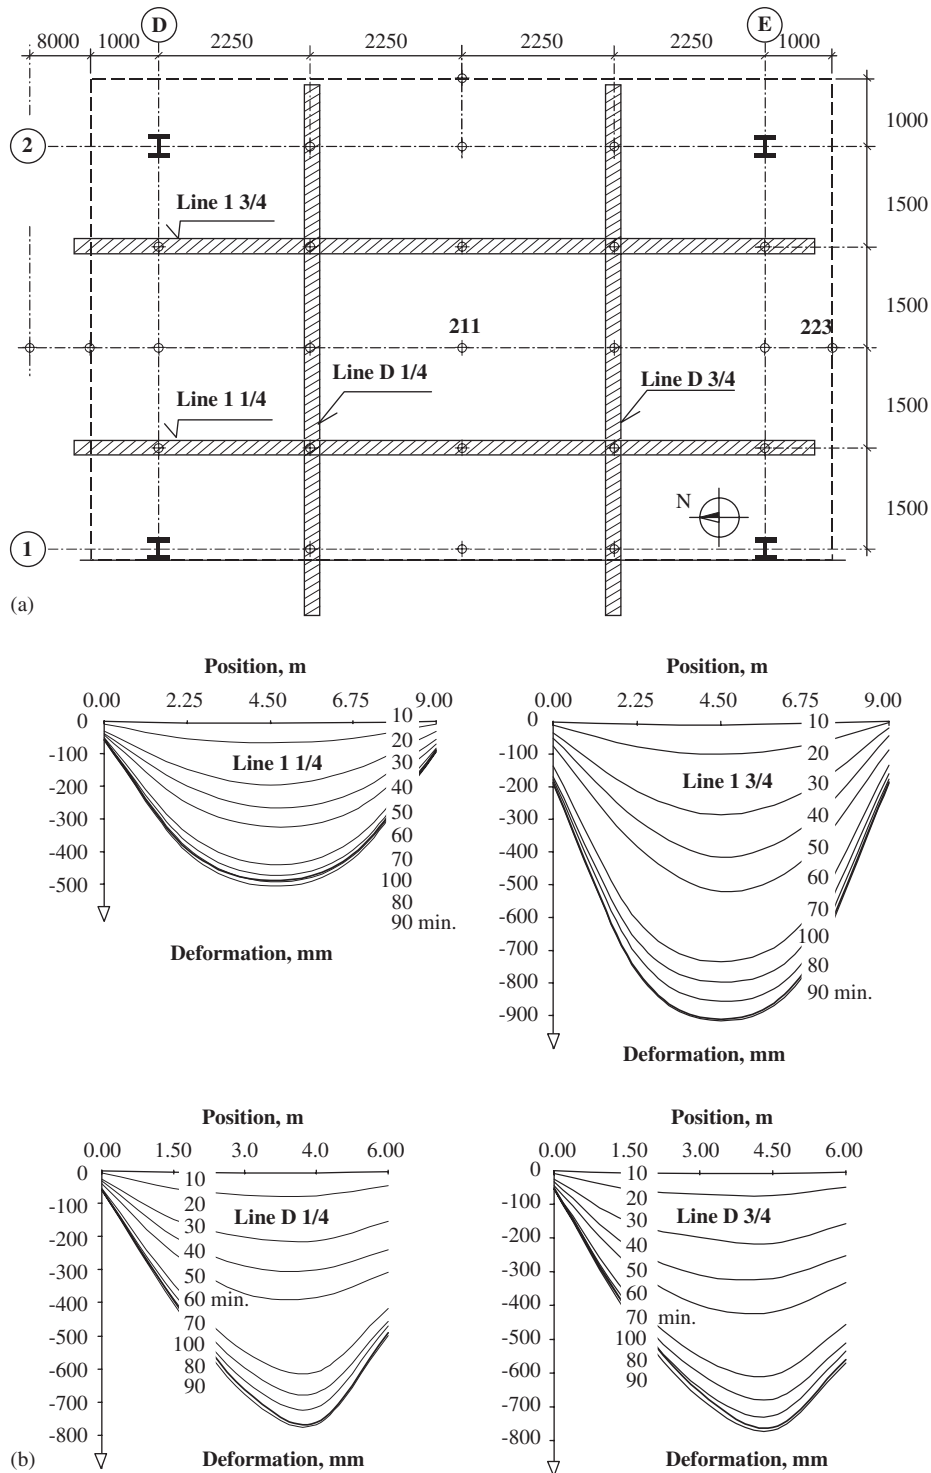 D E
8000 1000 2250 2250 2250 2250 1000
1000
2
1500
Line 1 3/4
1500
211 223
Line D 1/4 Line D 3/4
Line 1 1/4
1500
1500
N
1
(a)
Position, m
0.00 2.25 4.50 6.75 9.00
0
-100
-200
-300
-400
-500
Line 1 1/4
10
20
30
40
50
60
70
100
80
90 min.
Deformation, mm
Position, m
0.00 2.25 4.50 6.75 9.00
0
-100
-200
-300
-400
-500
-600
-700
-800
-900
Line 1 3/4
10
20
30
40
50
60
70
100
80
90 min.
Deformation, mm
Position, m
0.00 1.50 3.0 4.0 6.00
0
-100
-200
-300
-400
-500
-600
-700
-800
Line D 1/4
10
20
30
40
50
60 min.
70
100
80
90
(b)
Deformation, mm
Position, m
0.00 1.50 3.00 4.50 6.00
0
-100
-200
-300
-400
-500
-600
-700
-800
Line D 3/4
10
20
30
40
50
60
70 min.
100
80
90
Deformation, mm